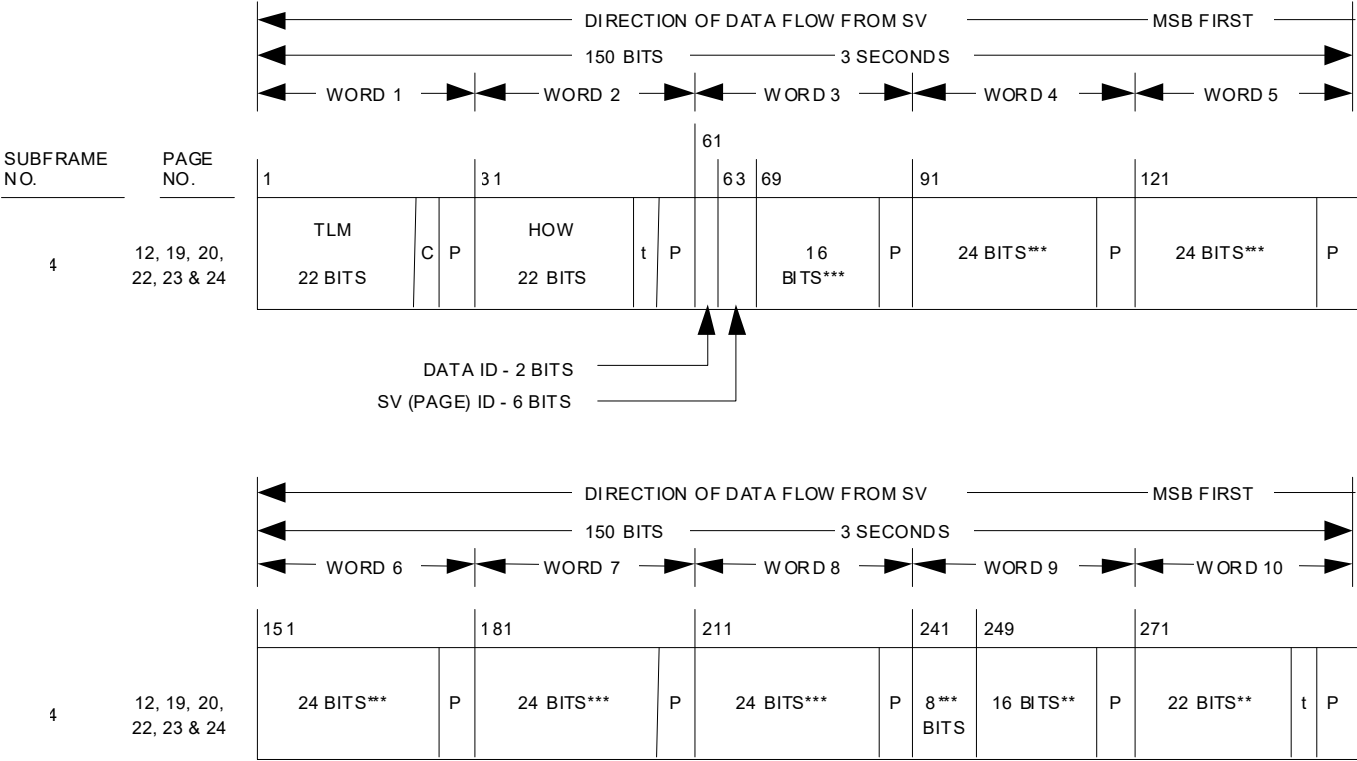 DIRECTION OF DATA FLOW FROM SV MSB FIRST
150 BITS 3 SECONDS
WORD 1 WORD 2 WORD 3 WORD 4 WORD 5
61
SUBFRAME NO. PAGE NO. 1 31 63 69 91 121
4 12, 19, 20, 22, 23 & 24
TLM 22 BITS C P
HOW 22 BITS t P
16 BITS*** P
24 BITS*** P
24 BITS*** P
DATA ID - 2 BITS
SV (PAGE) ID - 6 BITS
DIRECTION OF DATA FLOW FROM SV MSB FIRST
150 BITS 3 SECONDS
WORD 6 WORD 7 WORD 8 WORD 9 WORD 10
151 181 211 241 249 271
4 12, 19, 20, 22, 23 & 24
24 BITS*** P
24 BITS*** P
24 BITS*** P
8*** BITS
16 BITS** P
22 BITS** t P